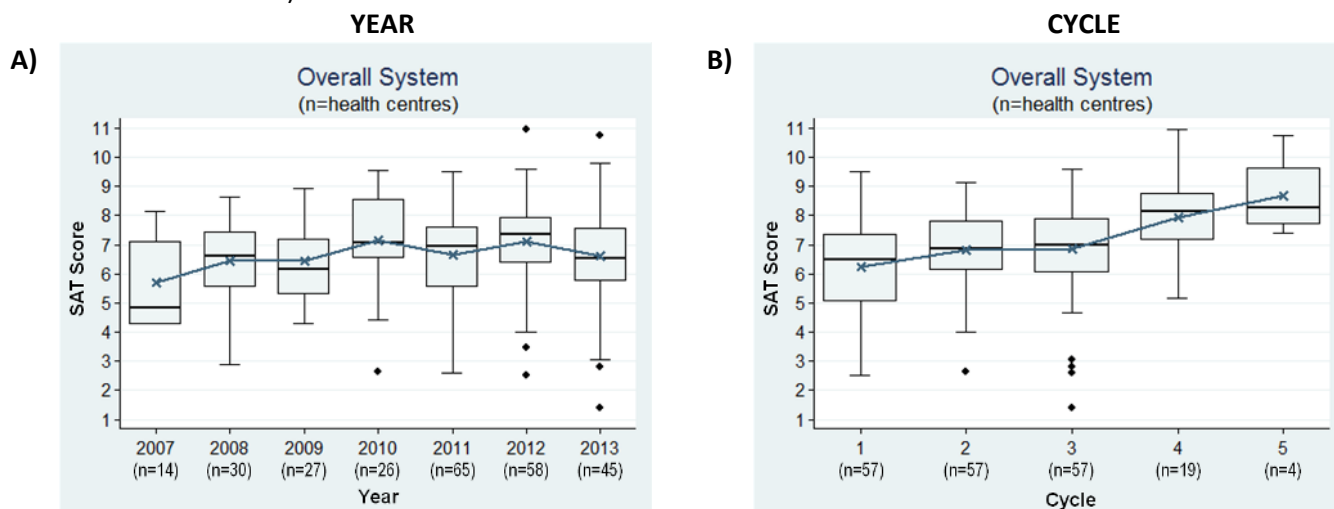 YEAR
A)
Overall System
(n=health centres)
SAT Score
11
10
9
8
7
6
5
4
3
2
1
2007 2008 2009 2010 2011 2012 2013
(n=14) (n=30) (n=27) (n=26) (n=65) (n=58) (n=45)
Year
CYCLE
B)
Overall System
(n=health centres)
SAT Score
11
10
9
8
7
6
5
4
3
2
1
1 2 3 4 5
(n=57) (n=57) (n=57) (n=19) (n=4)
Cycle